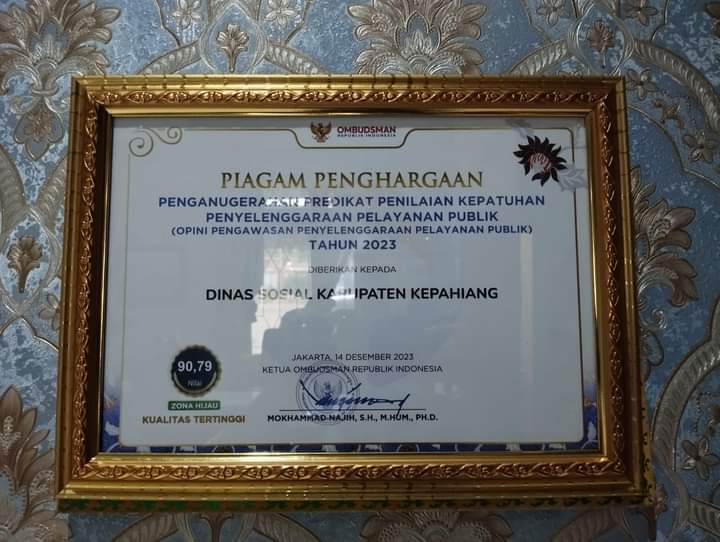 OMBUDSMAN
REPUBLIK INDONESIA
PIAGAM PENGHARGAAN
PENGANUGERAHAN PREDIKAT PENILAIAN KEPATUHAN
PENYELENGGARAAN PELAYANAN PUBLIK
(OPINI PENGAWASAN PENYELENGGARAAN PELAYANAN PUBLIK)
TAHUN 2023
DIBERIKAN KEPADA
DINAS SOSIAL KABUPATEN KEPAHIANG
90,79
Nilai
ZONA HIJAU
KUALITAS TERTINGGI
JAKARTA, 14 DESEMBER 2023
KETUA OMBUDSMAN REPUBLIK INDONESIA
MOKHAMMAD NAJIH, S.H., M.HUM., PH.D.